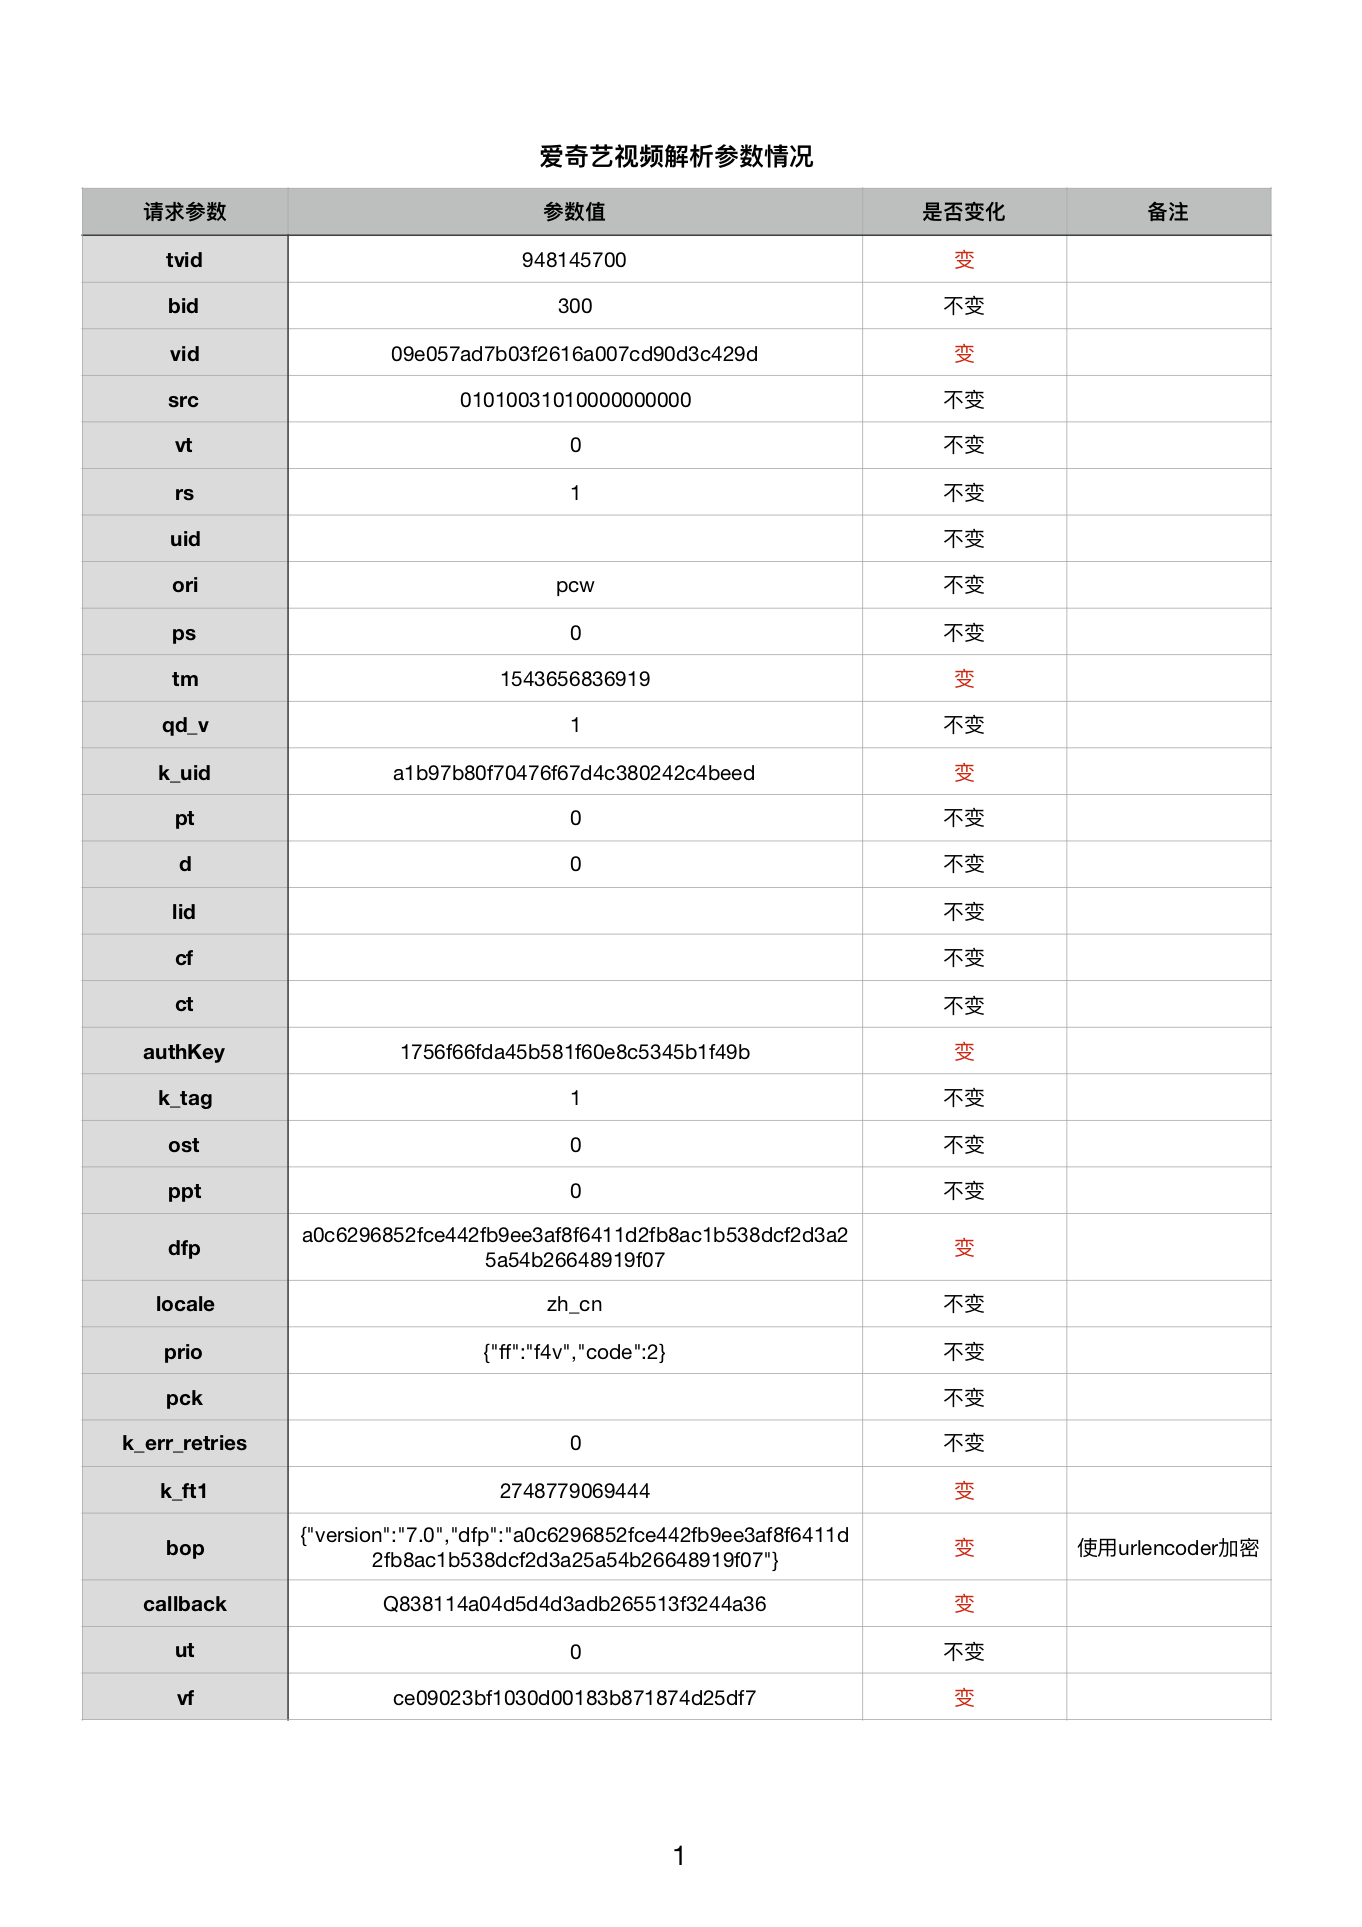 爱奇艺视频解析参数情况
请求参数 参数值 是否变化 备注
tvid 948145700 变
bid 300 不变
vid 09e057ad7b03f2616a007cd90d3c429d 变
src 01010031010000000000 不变
vt 0 不变
rs 1 不变
uid 不变
ori pcw 不变
ps 0 不变
tm 1543656836919 变
qd_v 1 不变
k_uid a1b97b80f70476f67d4c380242c4beed 变
pt 0 不变
d 0 不变
lid 不变
cf 不变
ct 不变
authKey 1756f66fda45b581f60e8c5345b1f49b 变
k_tag 1 不变
ost 0 不变
ppt 0 不变
dfp a0c6296852fce442fb9ee3af8f6411d2fb8ac1b538dcf2d3a2
5a54b26648919f07 变
locale zh_cn 不变
prio {"ff":"f4v","code":2} 不变
pck 不变
k_err_retries 0 不变
k_ft1 2748779069444 变
bop {"version":"7.0","dfp":"a0c6296852fce442fb9ee3af8f6411d
2fb8ac1b538dcf2d3a25a54b26648919f07"} 变 使用urlencoder加密
callback Q838114a04d5d4d3adb265513f3244a36 变
ut 0 不变
vf ce09023bf1030d00183b871874d25df7 变
1